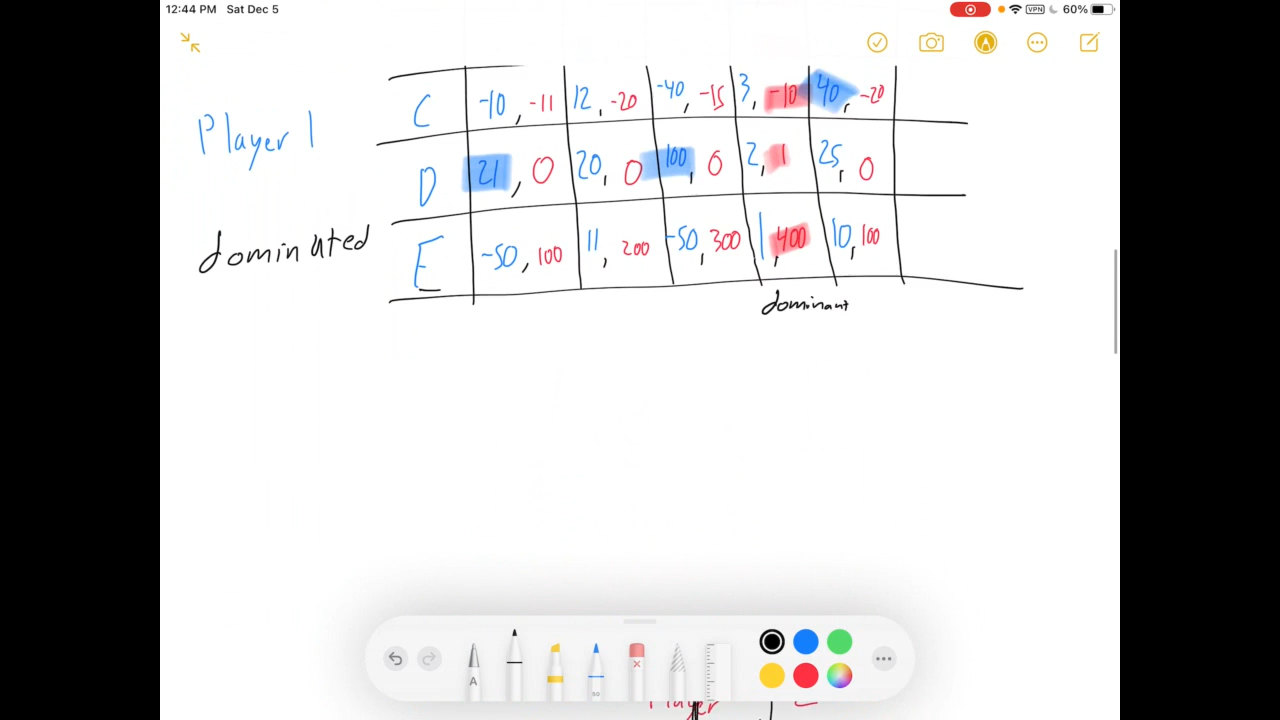 12:44 PM Sat Dec 5
VPN 60%
Player 1
C -10, -11 12, -20 -40, -15 3, -10 40, -20
D 21, 0 20, 0 100, 0 2, 1 25, 0
dominated E -50, 100 11, 200 -50, 300 1, 400 10, 100
dominant
A
Player